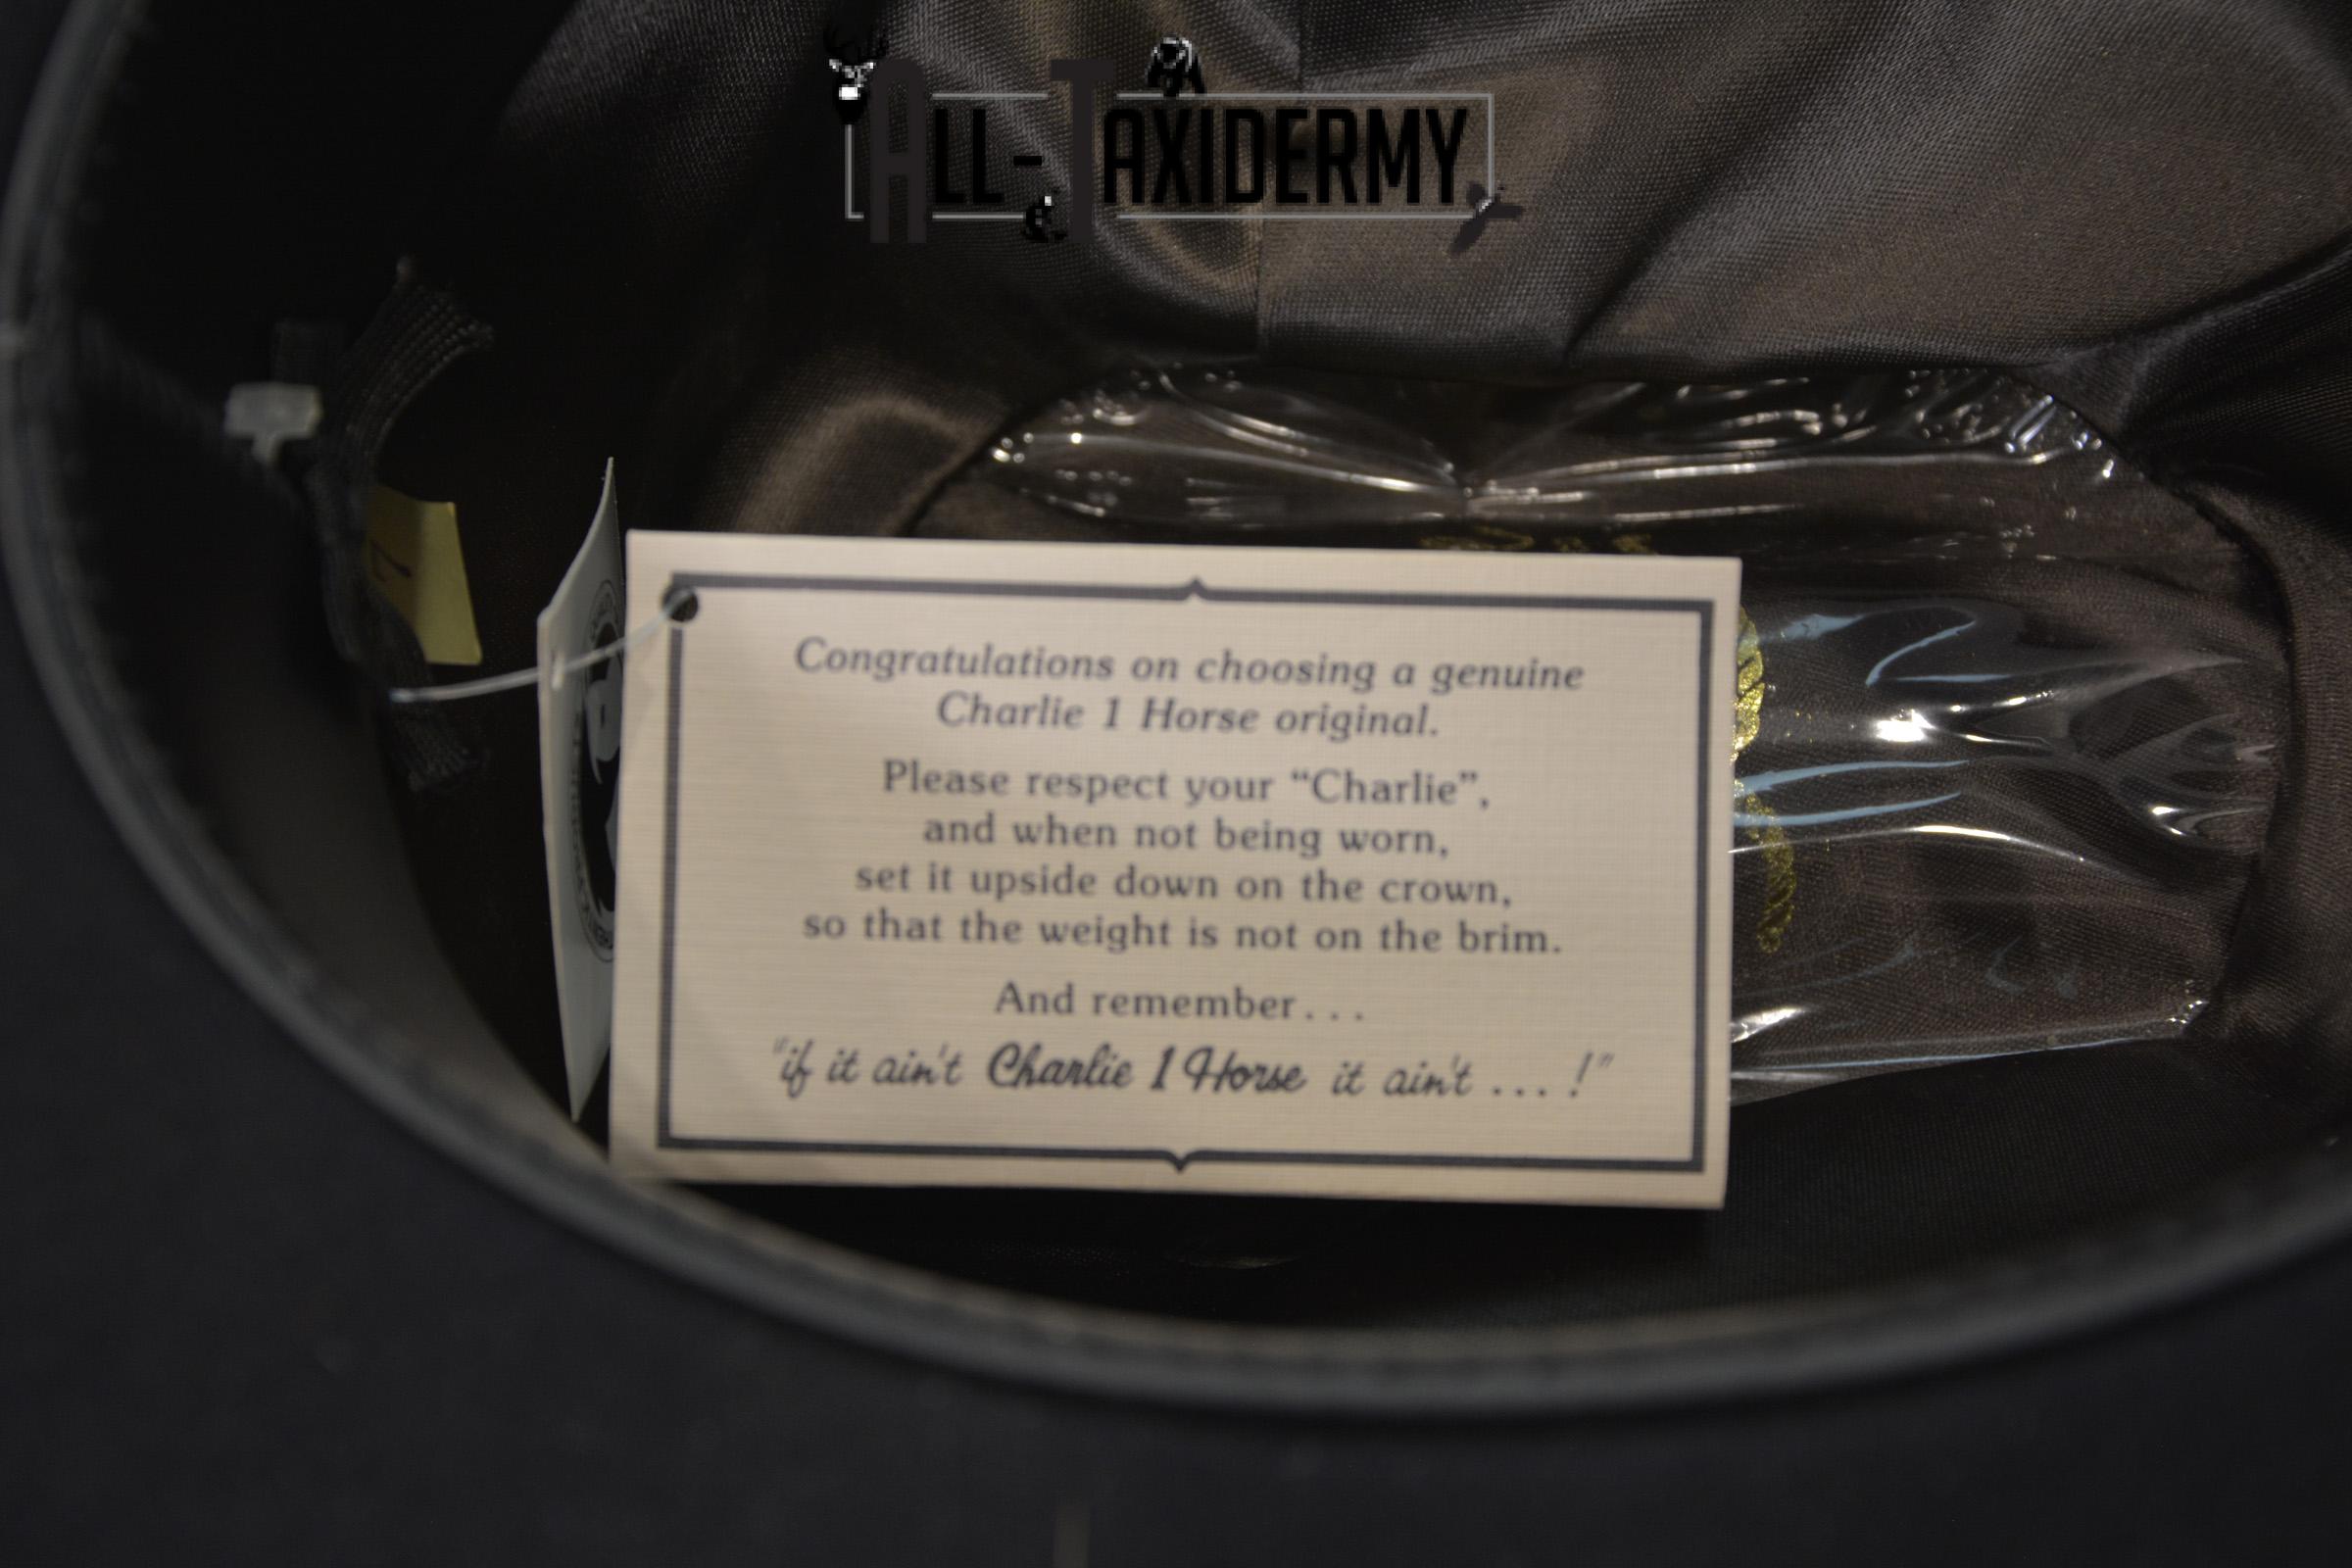 ALL-TAXIDERMY
Congratulations on choosing a genuine
Charlie 1 Horse original.
Please respect your “Charlie”,
and when not being worn,
set it upside down on the crown,
so that the weight is not on the brim.
And remember...
"if it ain't Charlie 1 Horse it ain't ... !"